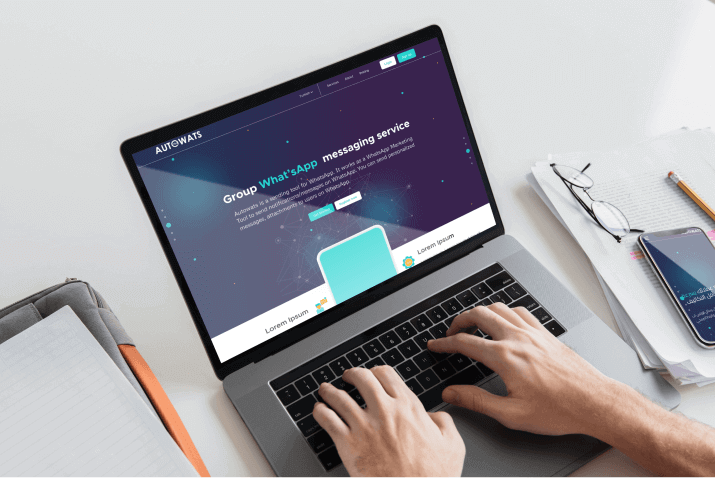 AUTOWATS
Services About
Group What'sApp messaging service
Autowats is a sending tool for WhatsApp. It works as a WhatsApp Marketing
Tool to send notifications/messages on WhatsApp. You can send personalized
messages, attachments to users on WhatsApp.
Lorem Ipsum
Lorem Ipsum